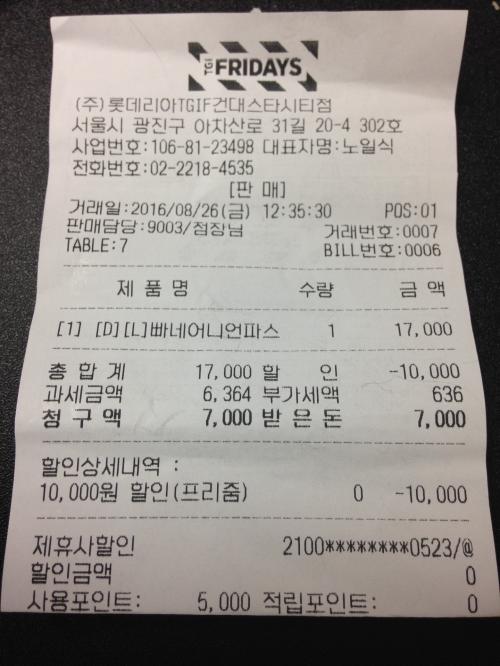 TGI FRIDAYS
(주)롯데리아TGIF건대스타시티점
서울시 광진구 아차산로 31길 20-4 302호
사업번호:106-81-23498 대표자명:노일식
전화번호:02-2218-4535
[판 매]
거래일:2016/08/26(금) 12:35:30 POS:01
판매담당:9003/점장님 거래번호:0007
TABLE:7 BILL번호:0006
제 품 명 수량 금 액
[1] [D][L]빠네어니언파스 1 17,000
총 합 계 17,000 할 인 -10,000
과세금액 6,364 부가세액 636
청 구 액 7,000 받 은 돈 7,000
할인상세내역 :
10,000원 할인(프리줌) 0 -10,000
제휴사할인 2100********0523/@
할인금액 0
사용포인트: 5,000 적립포인트: 0